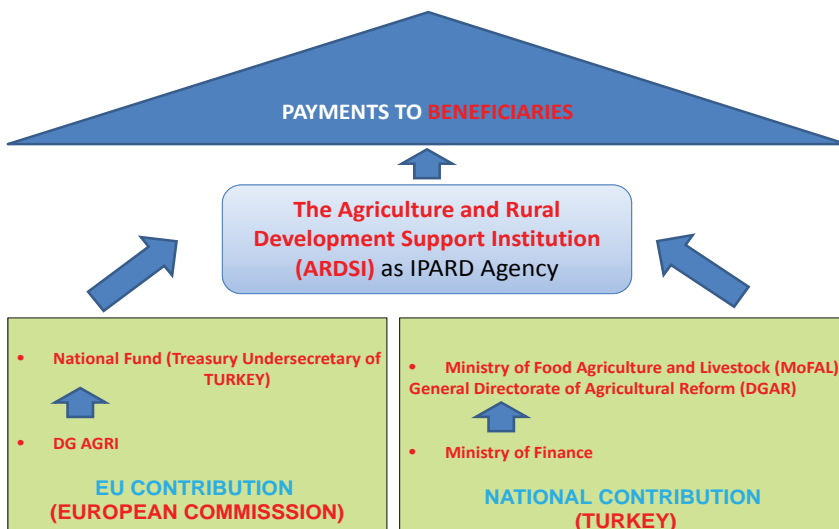 PAYMENTS TO BENEFICIARIES
The Agriculture and Rural
Development Support Institution
(ARDSI) as IPARD Agency
• National Fund (Treasury Undersecretary of
TURKEY)
• DG AGRI
EU CONTRIBUTION
(EUROPEAN COMMISSSION)
• Ministry of Food Agriculture and Livestock (MoFAL)
General Directorate of Agricultural Reform (DGAR)
• Ministry of Finance
NATIONAL CONTRIBUTION
(TURKEY)